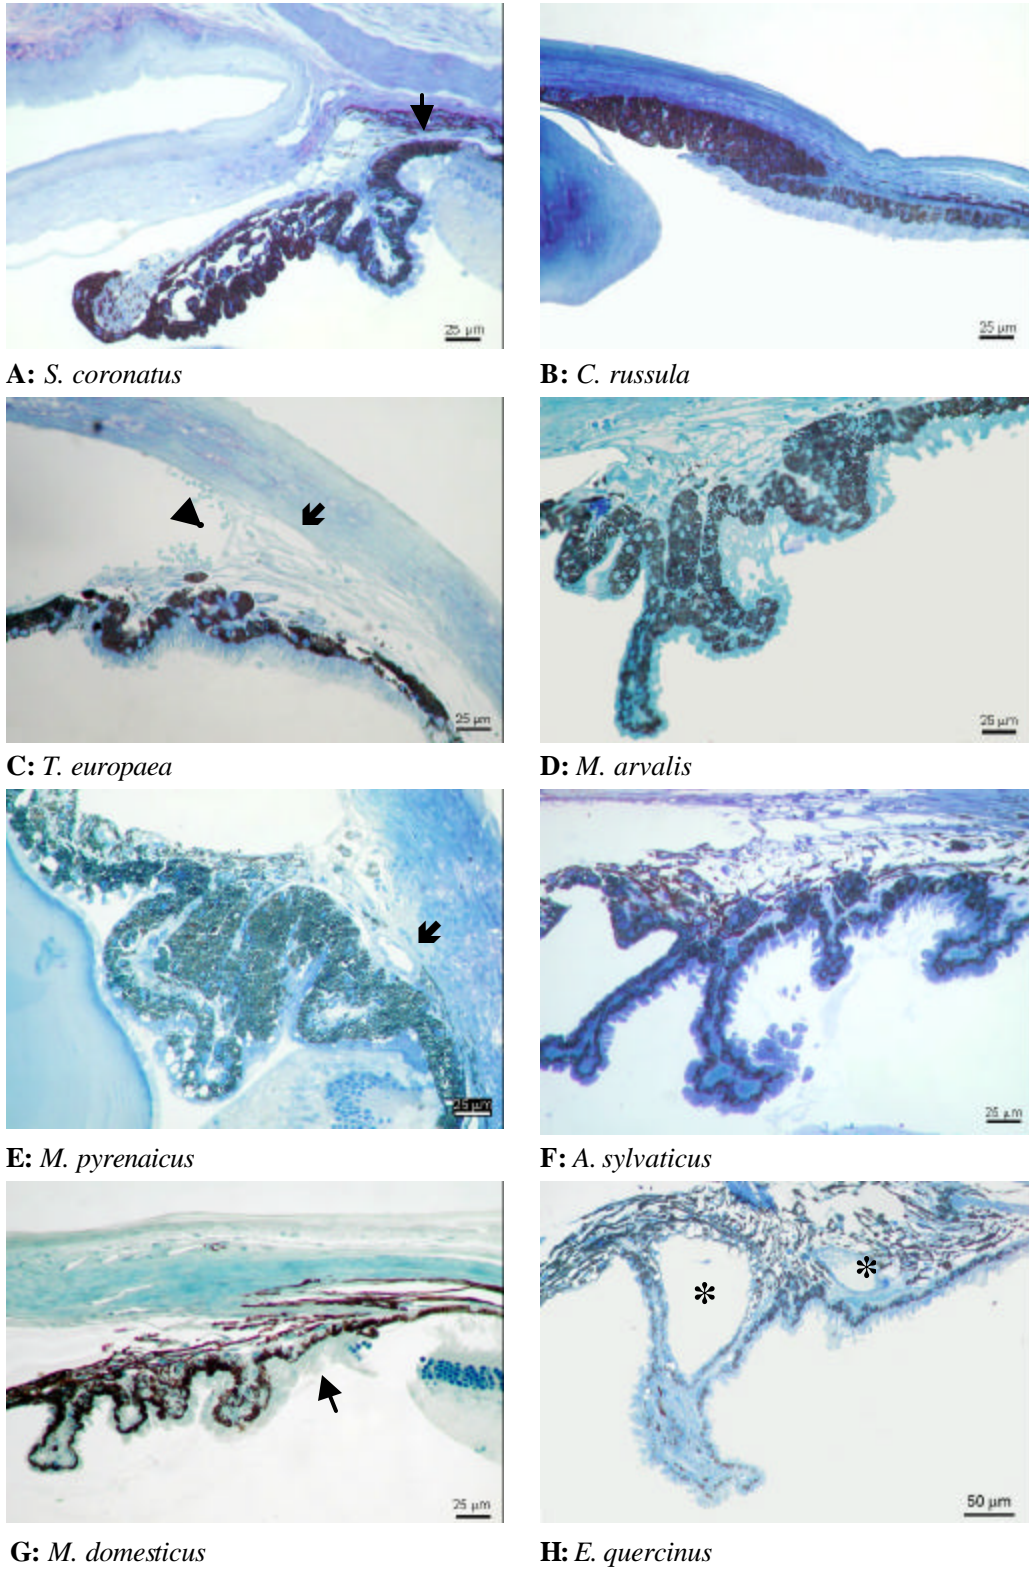 25 µm
25 µm
A: S. coronatus
B: C. russula
25 µm
25 µm
C: T. europaea
D: M. arvalis
25 µm
25 µm
E: M. pyrenaicus
F: A. sylvaticus
25 µm
50 µm
G: M. domesticus
H: E. quercinus